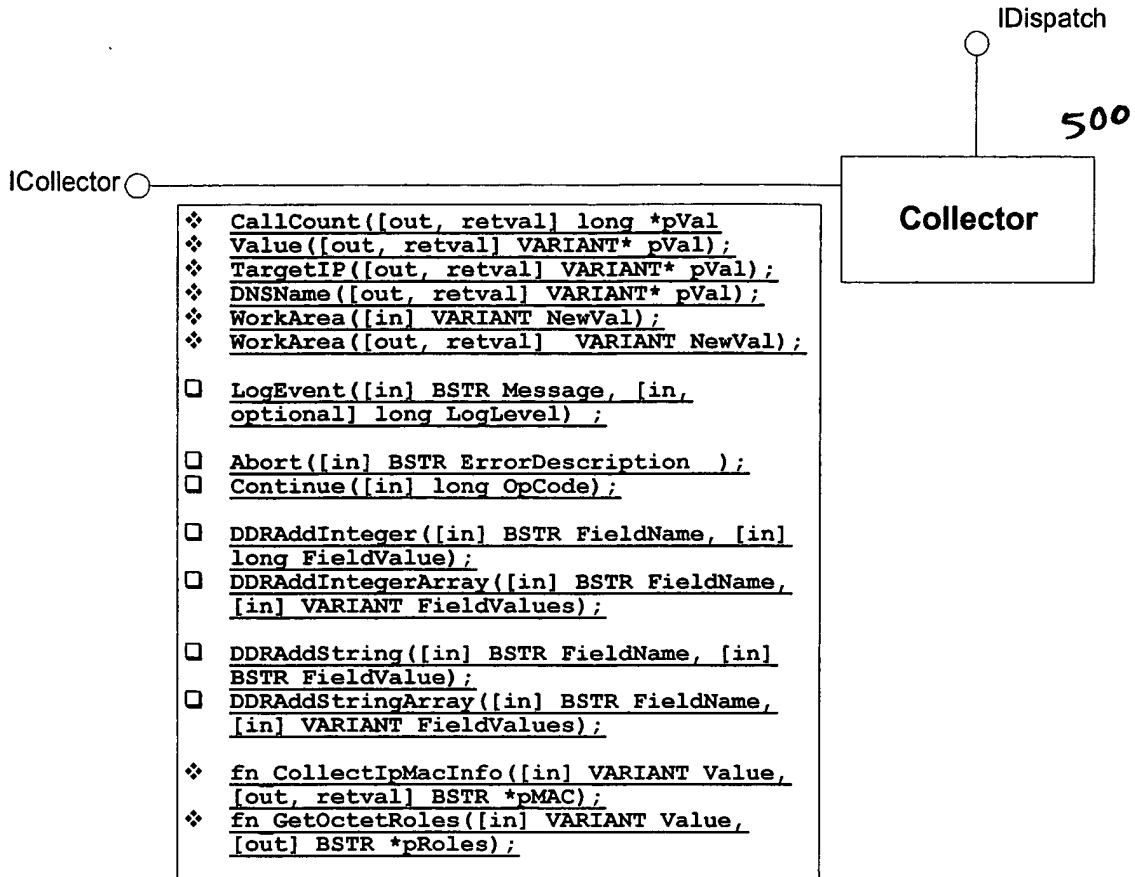 IDispatch
500
ICollector
Collector
❖ CallCount([out, retval] long *pVal
❖ Value([out, retval] VARIANT* pVal);
❖ TargetIP([out, retval] VARIANT* pVal);
❖ DNSName([out, retval] VARIANT* pVal);
❖ WorkArea([in] VARIANT NewVal);
❖ WorkArea([out, retval] VARIANT NewVal);
❑ LogEvent([in] BSTR Message, [in,
optional] long LogLevel) ;
❑ Abort([in] BSTR ErrorDescription );
❑ Continue([in] long OpCode);
❑ DDRAddInteger([in] BSTR FieldName, [in]
long FieldValue);
❑ DDRAddIntegerArray([in] BSTR FieldName,
[in] VARIANT FieldValues);
❑ DDRAddString([in] BSTR FieldName, [in]
BSTR FieldValue);
❑ DDRAddStringArray([in] BSTR FieldName,
[in] VARIANT FieldValues);
❖ fn CollectIpMacInfo([in] VARIANT Value,
[out, retval] BSTR *pMAC);
❖ fn GetOctetRoles([in] VARIANT Value,
[out] BSTR *pRoles);